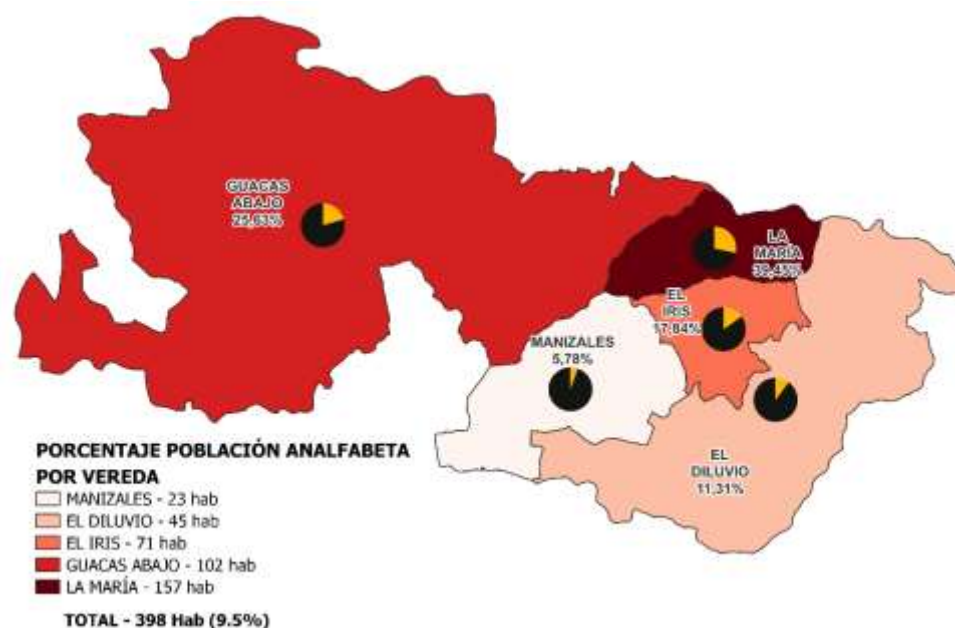 GUACAS
ABAJO
25,63%
LA
MARÍA
39,45%
EL
IRIS
17,84%
MANIZALES
5,78%
EL
DILUVIO
11,31%
PORCENTAJE POBLACIÓN ANALFABETA
POR VEREDA
MANIZALES - 23 hab
EL DILUVIO - 45 hab
EL IRIS - 71 hab
GUACAS ABAJO - 102 hab
LA MARÍA - 157 hab
TOTAL - 398 Hab (9.5%)